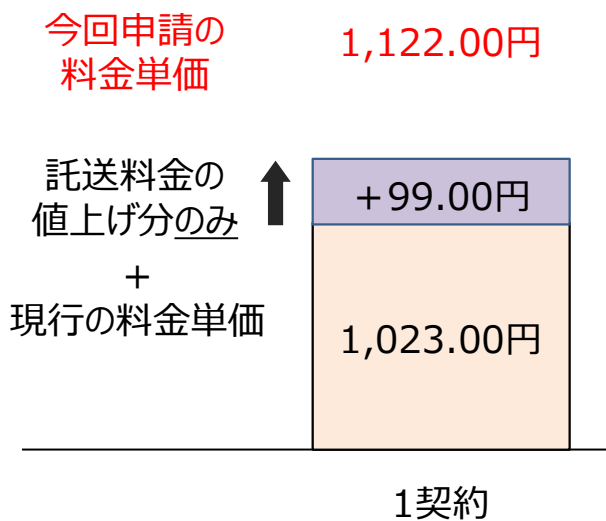 今回申請の
料金単価
1,122.00円
託送料金の
値上げ分のみ
+
現行の料金単価
+99.00円
1,023.00円
1契約